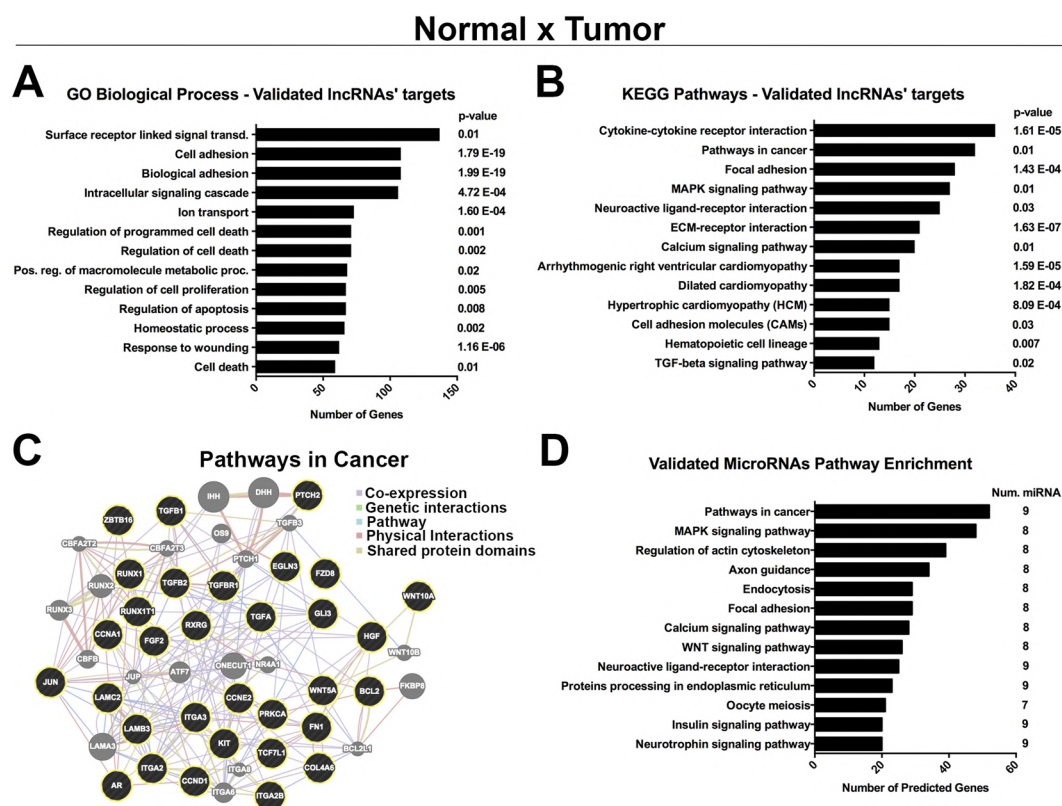 Normal x Tumor
A
GO Biological Process - Validated lncRNAs' targets
p-value
Surface receptor linked signal transd. 0.01
Cell adhesion 1.79 E-19
Biological adhesion 1.99 E-19
Intracellular signaling cascade 4.72 E-04
Ion transport 1.60 E-04
Regulation of programmed cell death 0.001
Regulation of cell death 0.002
Pos. reg. of macromolecule metabolic proc. 0.02
Regulation of cell proliferation 0.005
Regulation of apoptosis 0.008
Homeostatic process 0.002
Response to wounding 1.16 E-06
Cell death 0.01
0 50 100 150
Number of Genes
B
KEGG Pathways - Validated lncRNAs' targets
p-value
Cytokine-cytokine receptor interaction 1.61 E-05
Pathways in cancer 0.01
Focal adhesion 1.43 E-04
MAPK signaling pathway 0.01
Neuroactive ligand-receptor interaction 0.03
ECM-receptor interaction 1.63 E-07
Calcium signaling pathway 0.01
Arrhythmogenic right ventricular cardiomyopathy 1.59 E-05
Dilated cardiomyopathy 1.82 E-04
Hypertrophic cardiomyopathy (HCM) 8.09 E-04
Cell adhesion molecules (CAMs) 0.03
Hematopoietic cell lineage 0.007
TGF-beta signaling pathway 0.02
0 10 20 30 40
Number of Genes
C
Pathways in Cancer
Co-expression
Genetic interactions
Pathway
Physical Interactions
Shared protein domains
IHH
DHH
PTCH2
TGFB1
ZBTB16
TGFB3
OS9
CBFA2T2
CBFA2T3
PTCH1
EGLN3
FZD8
RUNX1
RUNX2
TGFB2
TGFBR1
WNT10A
RUNX3
RUNX1T1
TGFA
GLI3
RXRG
CCNA1
FGF2
HGF
WNT10B
CBFB
ONECUT1
NR4A1
JUN
JUP
ATF7
FKBP8
WNT5A
BCL2
LAMC2
CCNE2
ITGA3
PRKCA
LAMB3
FN1
LAMA3
KIT
TCF7L1
BCL2L1
ITGA2
ITGA8
COL4A6
AR
CCND1
ITGA6
ITGA2B
D
Validated MicroRNAs Pathway Enrichment
Num. miRNA
Pathways in cancer 9
MAPK signaling pathway 8
Regulation of actin cytoskeleton 8
Axon guidance 8
Endocytosis 8
Focal adhesion 8
Calcium signaling pathway 8
WNT signaling pathway 8
Neuroactive ligand-receptor interaction 9
Proteins processing in endoplasmic reticulum 9
Oocyte meiosis 7
Insulin signaling pathway 9
Neurotrophin signaling pathway 9
0 20 40 60
Number of Predicted Genes